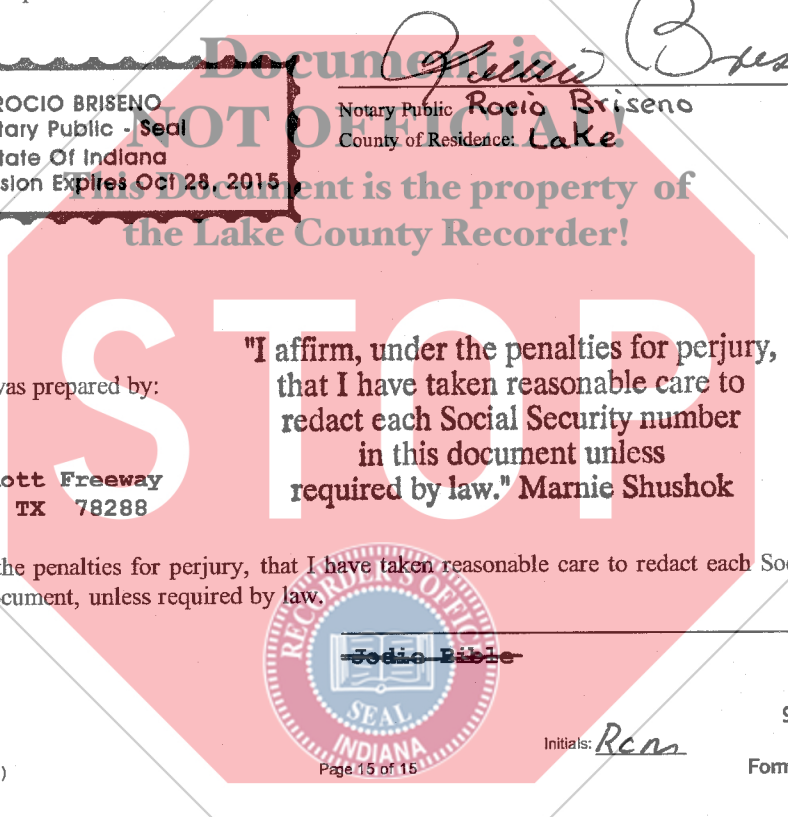 Document is
NOT OFFICIAL!
This Document is the property of
the Lake County Recorder!
ROCIO BRISENO
tary Public - Seal
tate Of Indiana
sion Expires Oct 28, 2015
Notary Public Rocio Briseno
County of Residence: Lake
STOP
"I affirm, under the penalties for perjury,
that I have taken reasonable care to
redact each Social Security number
in this document unless
required by law." Marnie Shushok
was prepared by:
ott Freeway
TX 78288
the penalties for perjury, that I have taken reasonable care to redact each Soc
cument, unless required by law.
Jodie Bible
RECORDER'S OFFICE
SEAL
INDIANA
Initials: Rcm
)
Page 15 of 15
Form